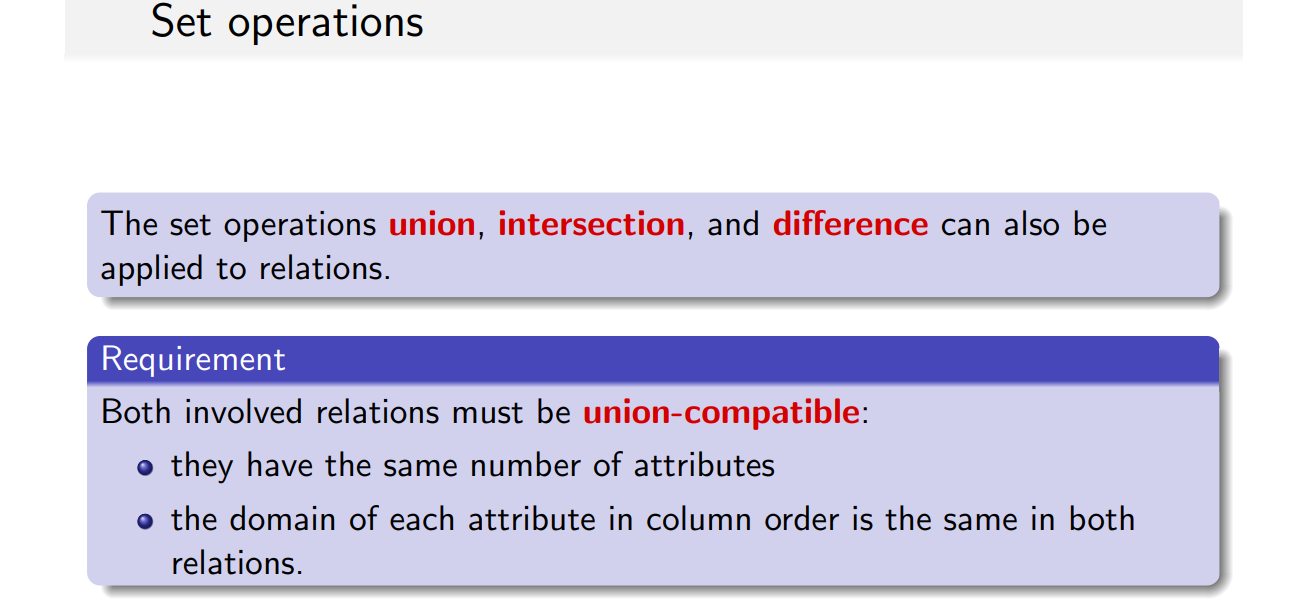 Set operations
The set operations union, intersection, and difference can also be
applied to relations.
Requirement
Both involved relations must be union-compatible:
they have the same number of attributes
the domain of each attribute in column order is the same in both
relations.